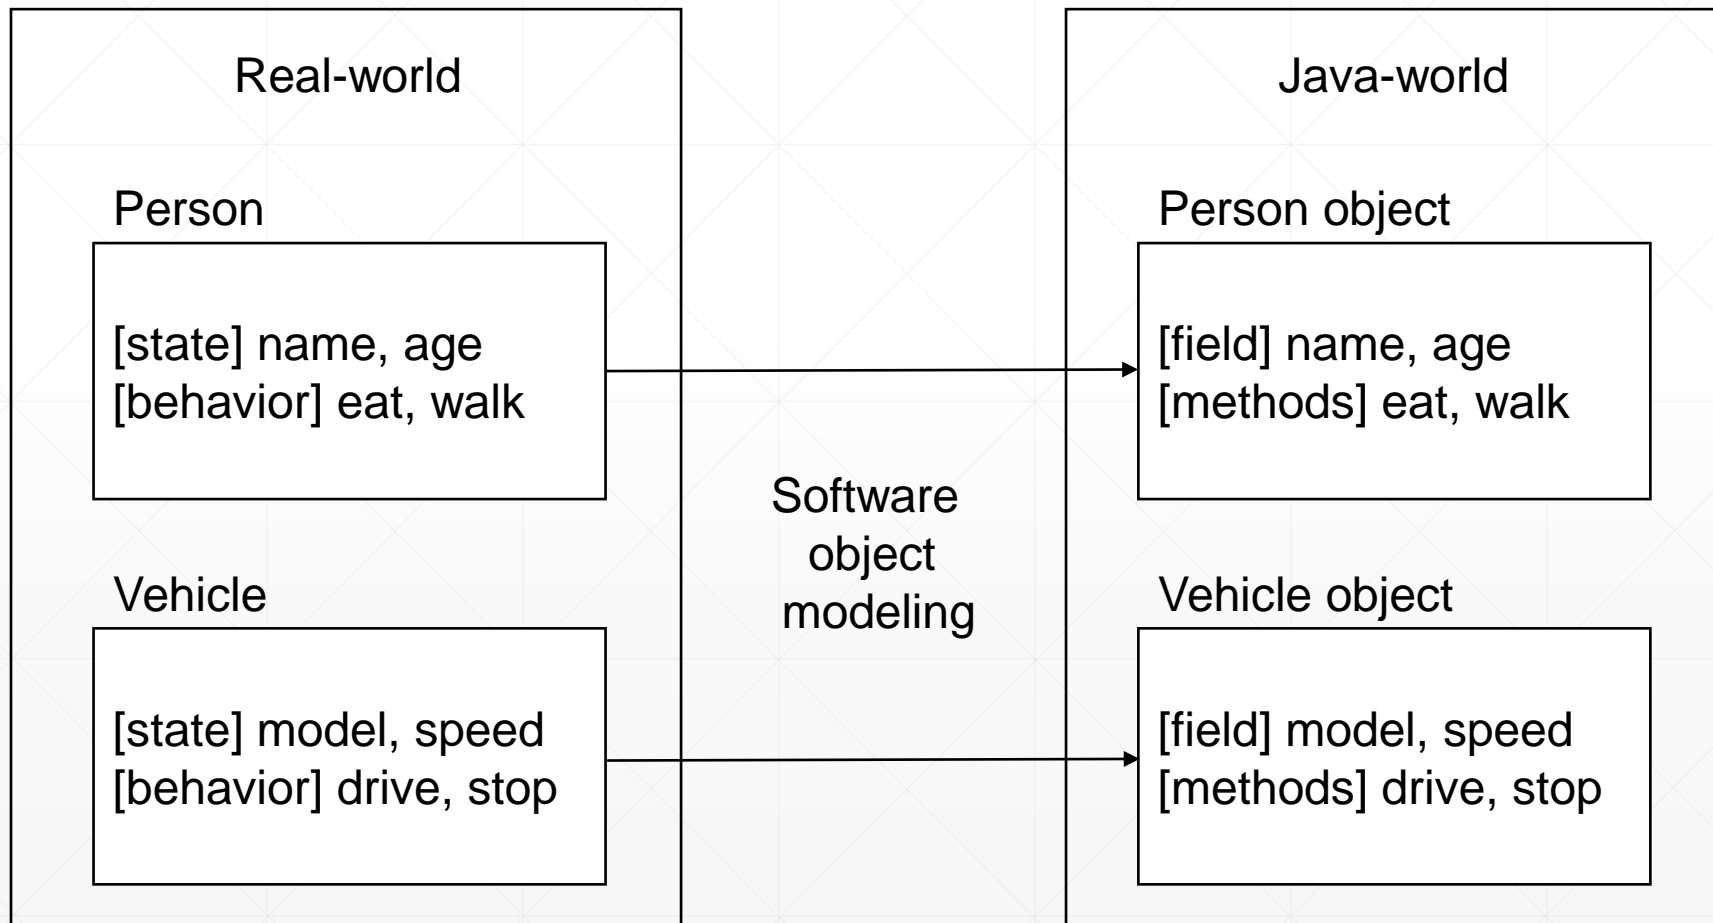 Real-world
Person
[state] name, age
[behavior] eat, walk
Vehicle
[state] model, speed
[behavior] drive, stop
Software
object
modeling
Java-world
Person object
[field] name, age
[methods] eat, walk
Vehicle object
[field] model, speed
[methods] drive, stop